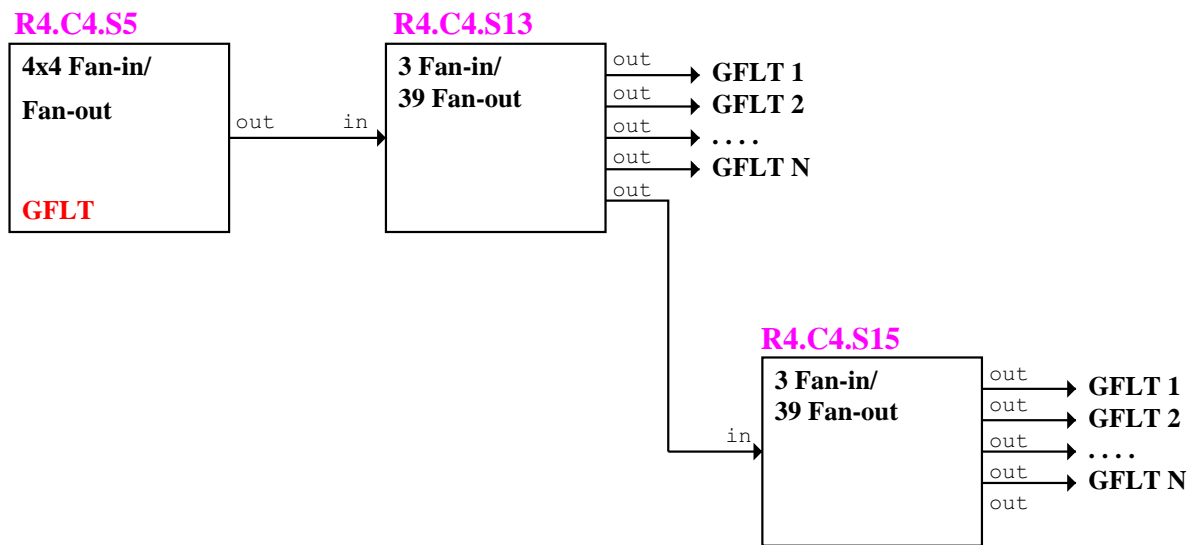 R4.C4.S5
4x4 Fan-in/
Fan-out
GFLT
out
in
R4.C4.S13
3 Fan-in/
39 Fan-out
out
GFLT 1
out
GFLT 2
out
. . . .
out
GFLT N
out
R4.C4.S15
3 Fan-in/
39 Fan-out
in
out
GFLT 1
out
GFLT 2
out
. . . .
out
GFLT N
out